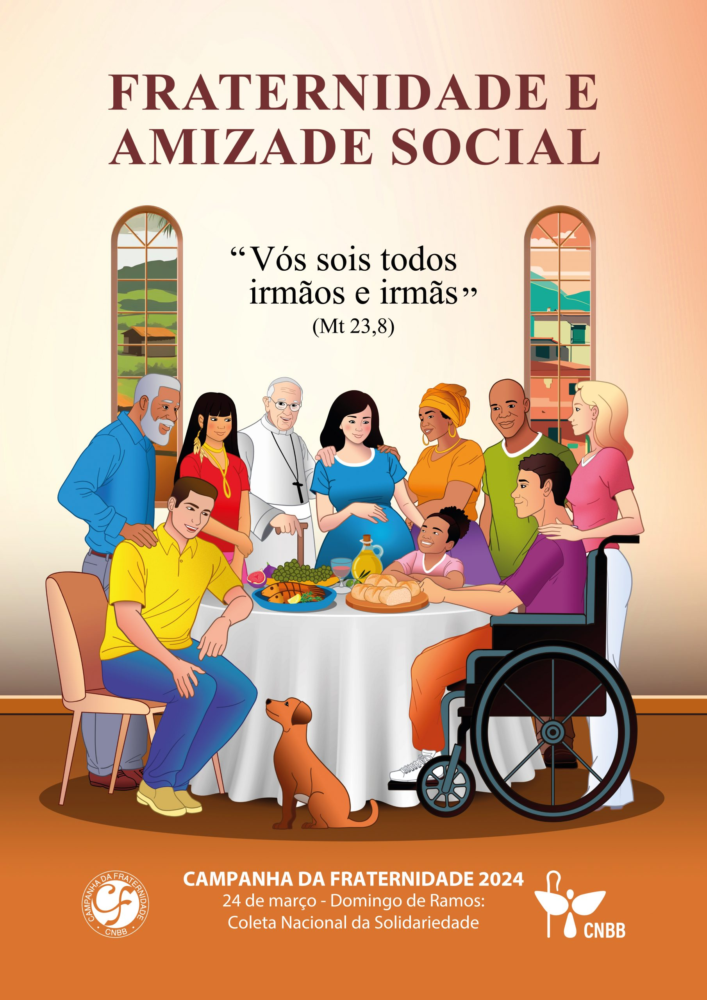 FRATERNIDADE E
AMIZADE SOCIAL
“Vós sois todos
irmãos e irmãs”
(Mt 23,8)
CAMPANHA DA FRATERNIDADE
cf
CNBB
CAMPANHA DA FRATERNIDADE 2024
24 de março - Domingo de Ramos:
Coleta Nacional da Solidariedade
CNBB